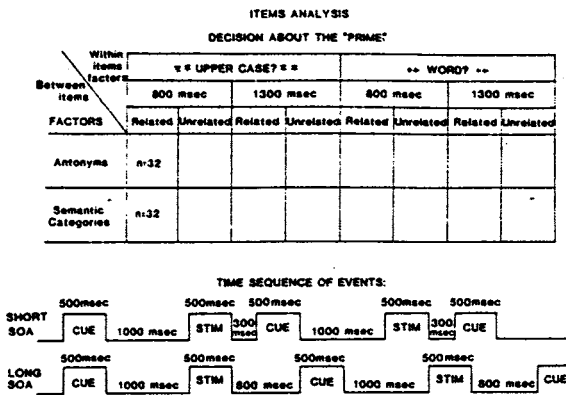 ITEMS ANALYSIS
DECISION ABOUT THE "PRIME":
Within items factors
** UPPER CASE? **
++ WORD? ++
Between items
800 msec 1300 msec 800 msec 1300 msec
FACTORS Related Unrelated Related Unrelated Related Unrelated Related Unrelated
Antonyms n=32
Semantic Categories n=32
TIME SEQUENCE OF EVENTS:
500msec 500msec 500msec 500msec 500msec
SHORT SOA CUE 1000 msec STIM 300 msec CUE 1000 msec STIM 300 msec CUE
500msec 500msec 500msec 500msec
LONG SOA CUE 1000 msec STIM 800 msec CUE 1000 msec STIM 800 msec CUE